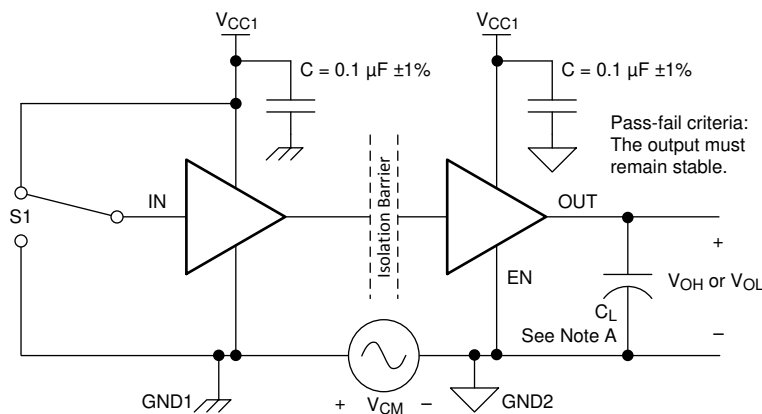 VCC1
VCC1
C = 0.1 µF ±1%
C = 0.1 µF ±1%
Pass-fail criteria:
The output must
remain stable.
S1
IN
Isolation Barrier
OUT
EN
+
VOH or VOL
–
CL
See Note A
GND1
+ VCM –
GND2